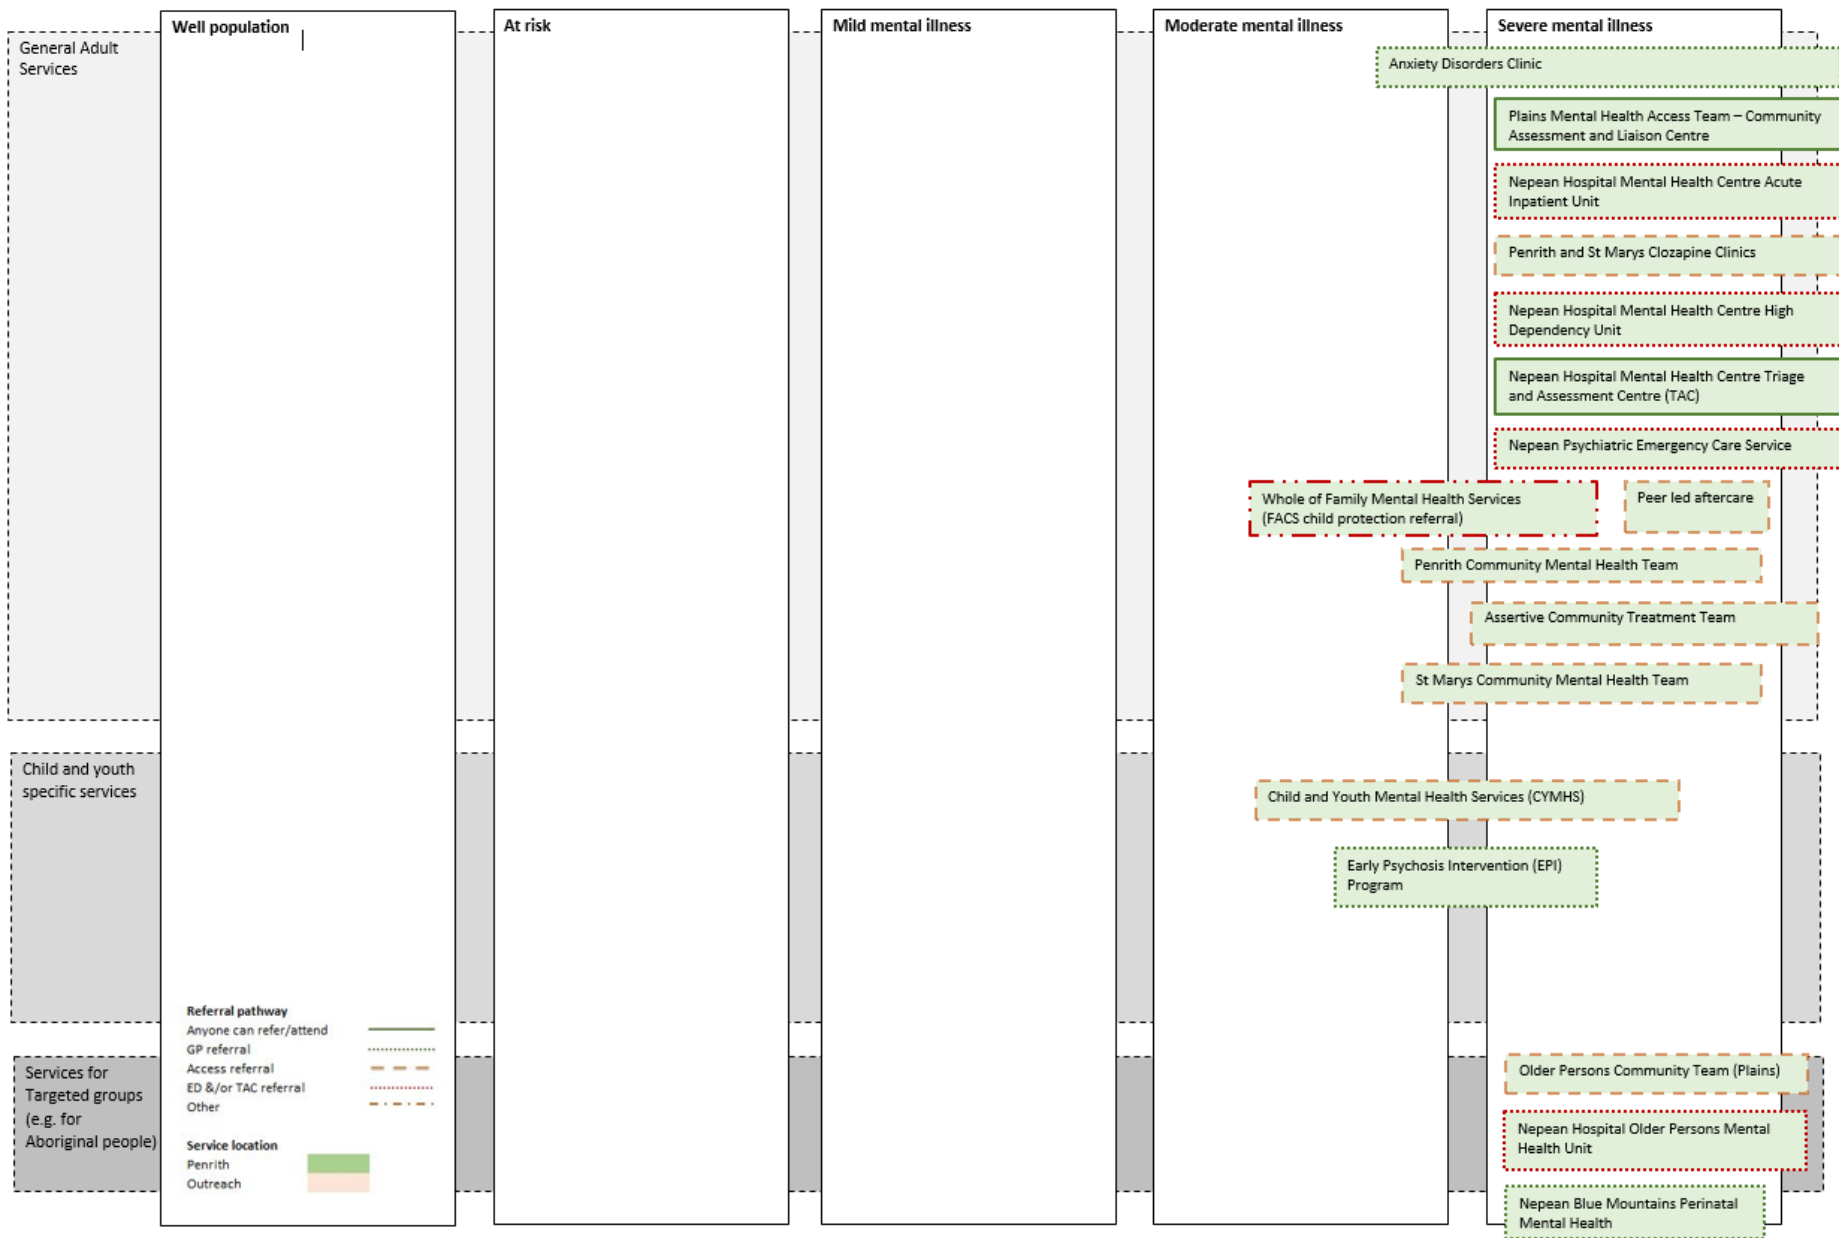 Well population
At risk
Mild mental illness
Moderate mental illness
Severe mental illness
General Adult
Services
Anxiety Disorders Clinic
Plains Mental Health Access Team – Community
Assessment and Liaison Centre
Nepean Hospital Mental Health Centre Acute
Inpatient Unit
Penrith and St Marys Clozapine Clinics
Nepean Hospital Mental Health Centre High
Dependency Unit
Nepean Hospital Mental Health Centre Triage
and Assessment Centre (TAC)
Nepean Psychiatric Emergency Care Service
Whole of Family Mental Health Services
(FACS child protection referral)
Peer led aftercare
Penrith Community Mental Health Team
Assertive Community Treatment Team
St Marys Community Mental Health Team
Child and youth
specific services
Child and Youth Mental Health Services (CYMHS)
Early Psychosis Intervention (EPI)
Program
Referral pathway
Anyone can refer/attend
GP referral
Access referral
ED &/or TAC referral
Other
Service location
Penrith
Outreach
Services for
Targeted groups
(e.g. for
Aboriginal people)
Older Persons Community Team (Plains)
Nepean Hospital Older Persons Mental
Health Unit
Nepean Blue Mountains Perinatal
Mental Health